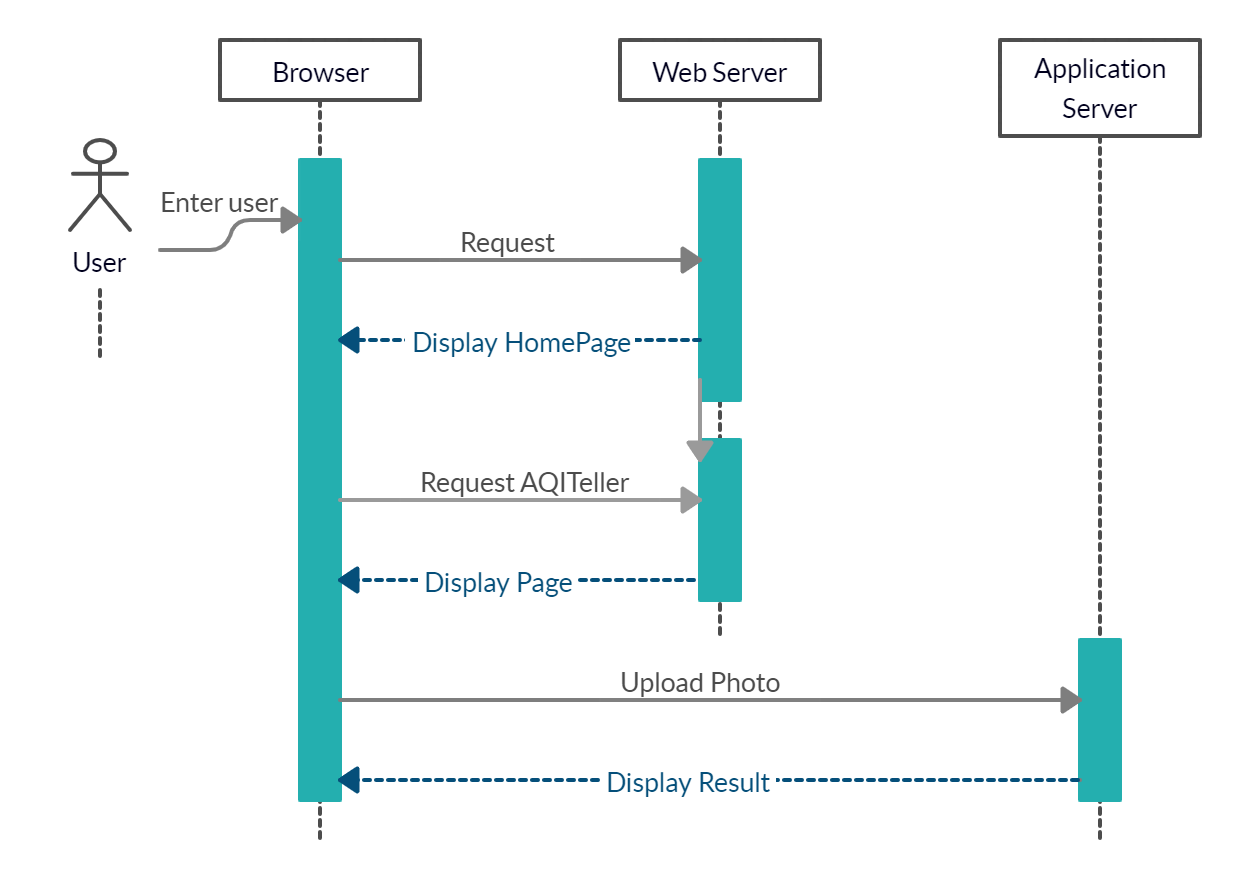 Browser
Web Server
Application
Server
Enter user
User
Request
Display HomePage
Request AQITeller
Display Page
Upload Photo
Display Result